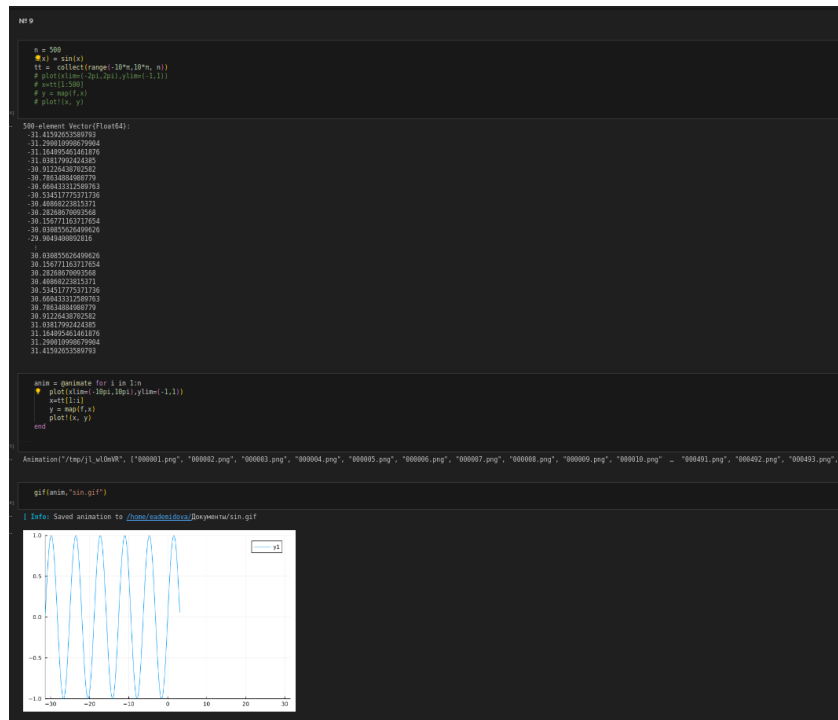 № 9
n = 500
x) = sin(x)
tt = collect(range(-10*π,10*π, n))
# plot(xlim=(-2pi,2pi),ylim=(-1,1))
# x=tt[1:500]
# y = map(f,x)
# plot!(x, y)
500-element Vector{Float64}:
-31.41592653589793
-31.290010998679904
-31.164095461461876
-31.03817992424385
-30.91226438702582
-30.78634884980779
-30.660433312589763
-30.534517775371736
-30.40860223815371
-30.28268670093568
-30.156771163717654
-30.030855626499626
-29.9049400892816
⋮
30.030855626499626
30.156771163717654
30.28268670093568
30.40860223815371
30.534517775371736
30.660433312589763
30.78634884980779
30.91226438702582
31.03817992424385
31.164095461461876
31.290010998679904
31.41592653589793
anim = @animate for i in 1:n
plot(xlim=(-10pi,10pi),ylim=(-1,1))
x=tt[1:i]
y = map(f,x)
plot!(x, y)
end
Animation("/tmp/jl_wlOmVR", ["000001.png", "000002.png", "000003.png", "000004.png", "000005.png", "000006.png", "000007.png", "000008.png", "000009.png", "000010.png" … "000491.png", "000492.png", "000493.png",
gif(anim,"sin.gif")
[ Info: Saved animation to /home/eademidova/Документы/sin.gif
1.0
y1
0.5
0.0
-0.5
-1.0
-30 -20 -10 0 10 20 30